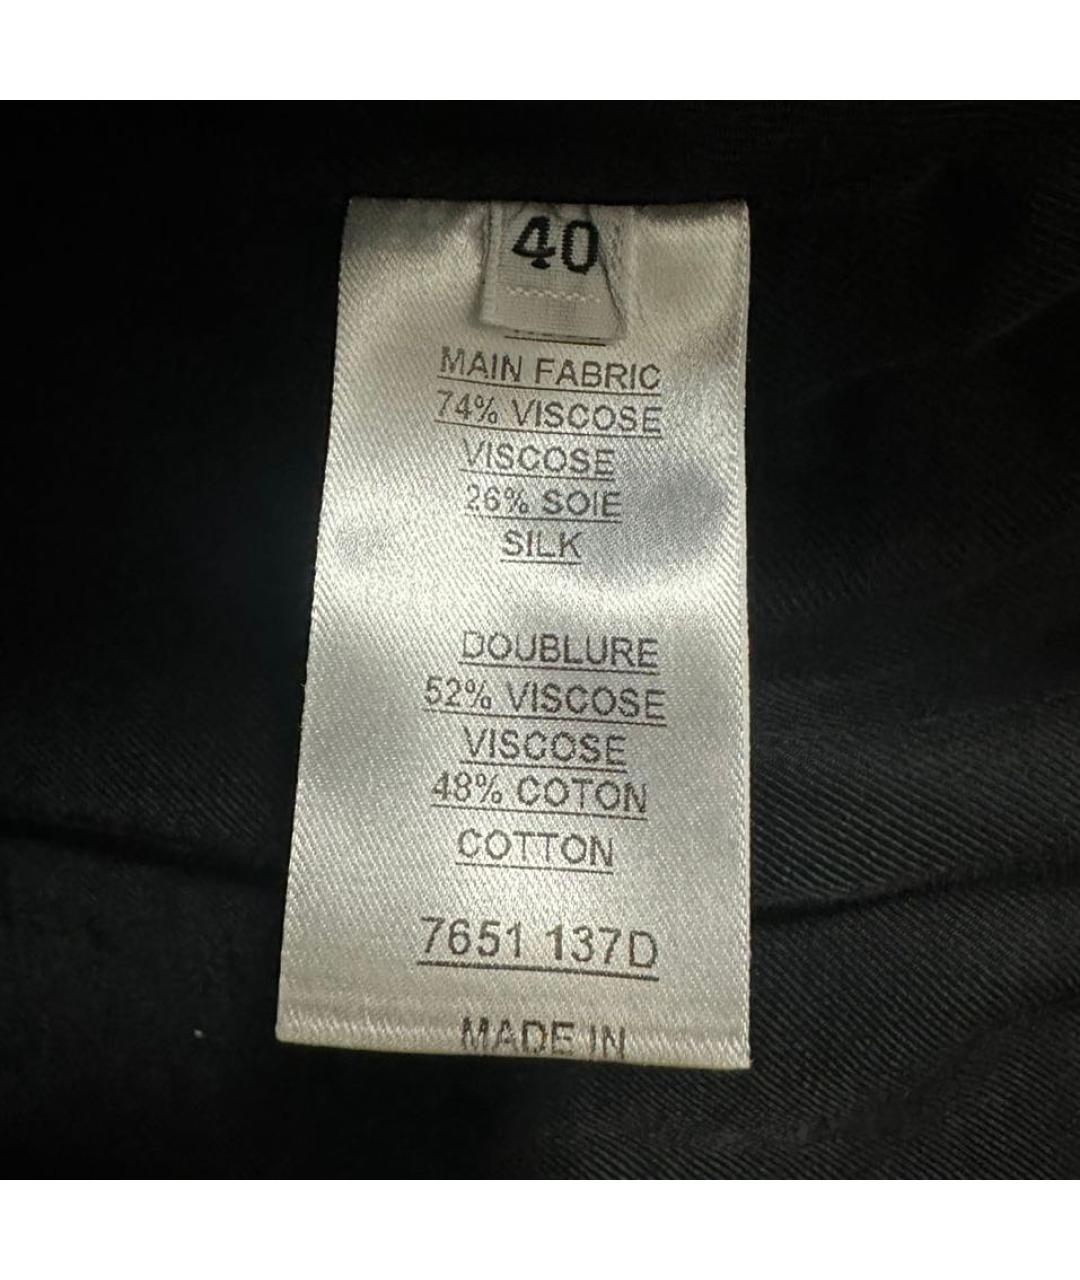 40
MAIN FABRIC
74% VISCOSE
VISCOSE
26% SOIE
SILK
DOUBLURE
52% VISCOSE
VISCOSE
48% COTON
COTTON
7651 137D
MADE IN